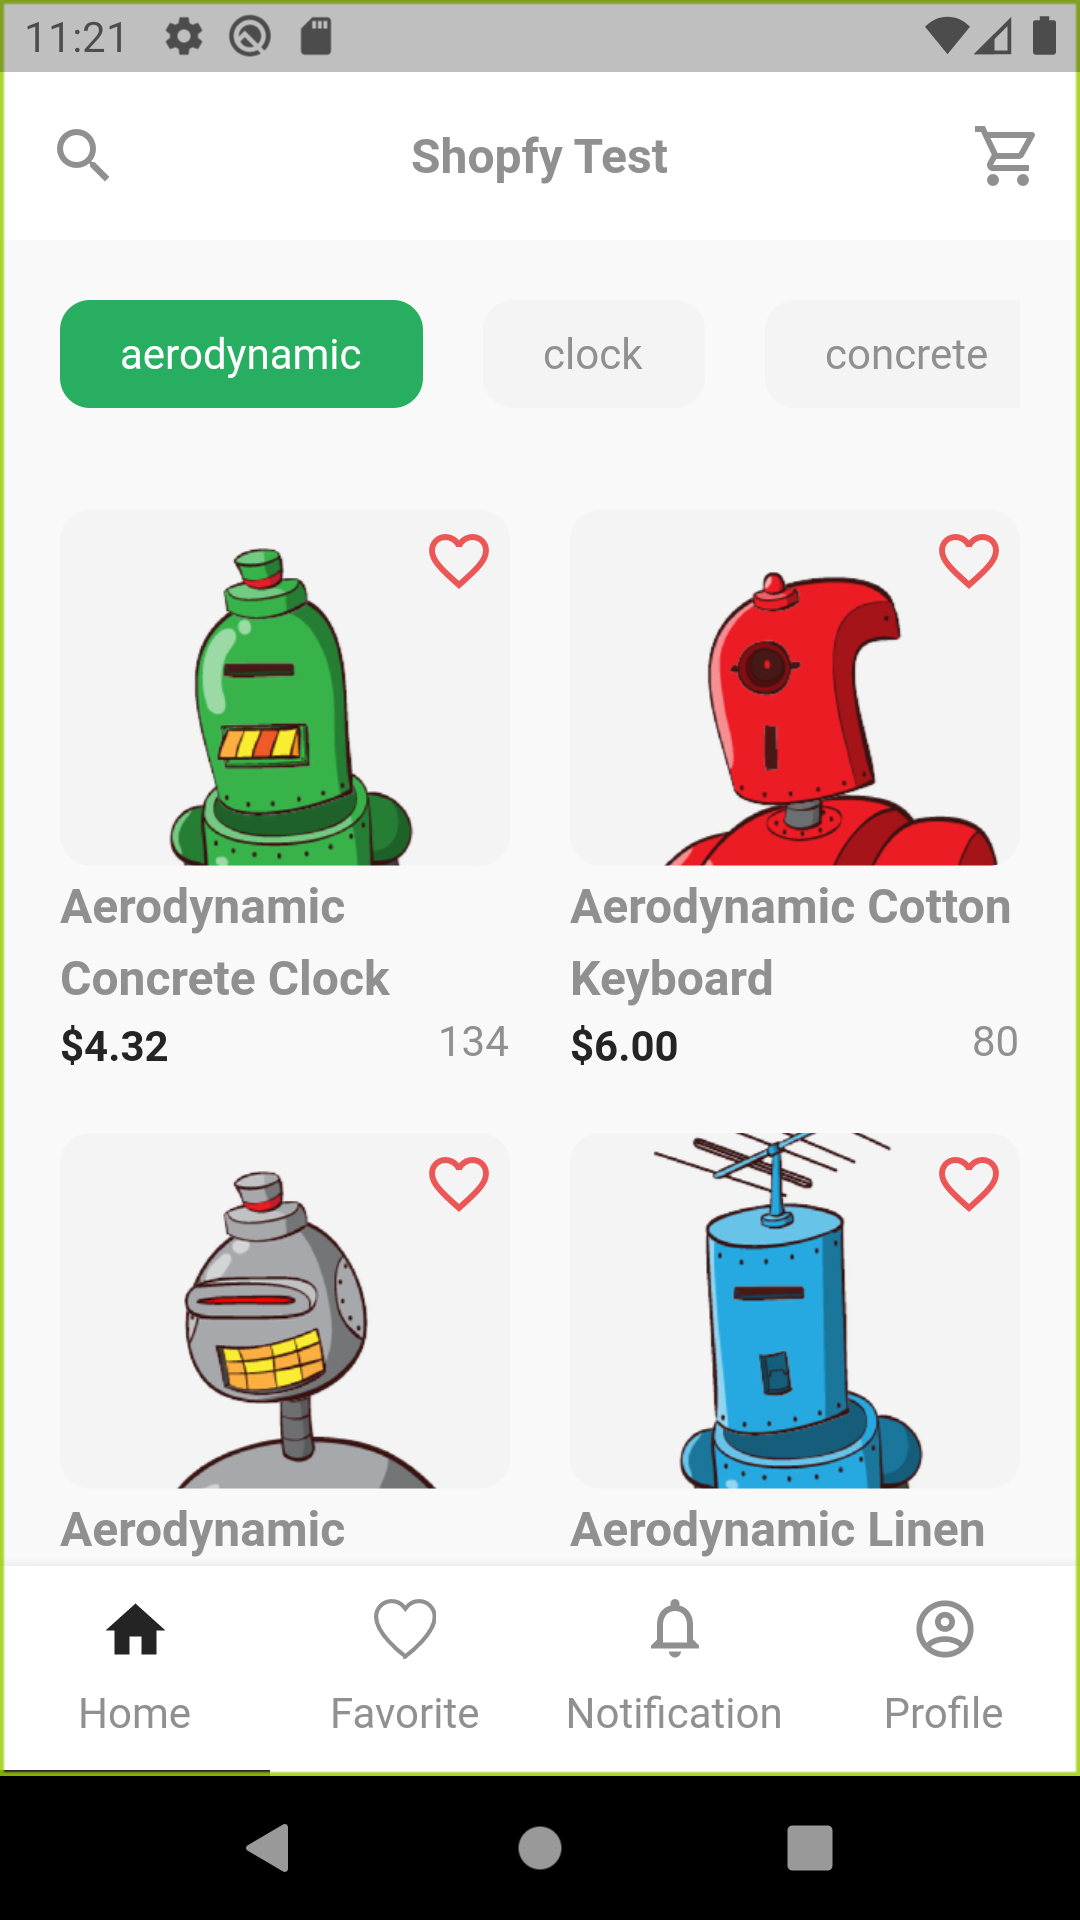 11:21
Shopfy Test
aerodynamic
clock
concrete
Aerodynamic
Concrete Clock
$4.32
134
Aerodynamic Cotton
Keyboard
$6.00
80
Aerodynamic
Aerodynamic Linen
Home
Favorite
Notification
Profile